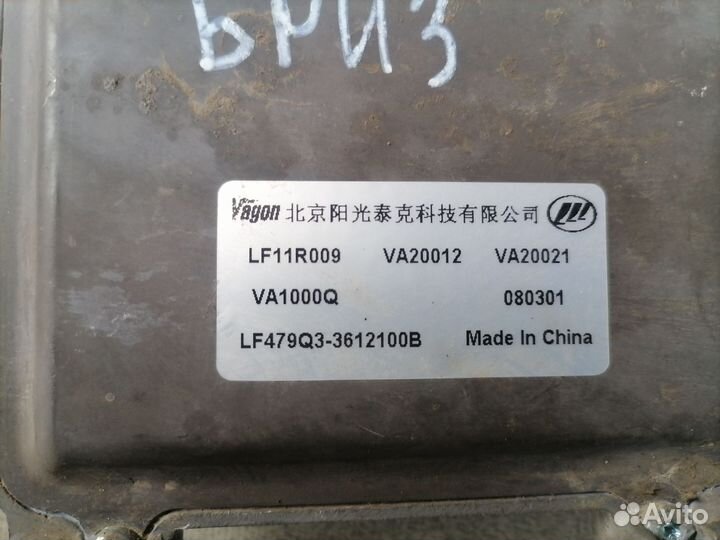 БРИЗ
Vagon 北京阳光泰克科技有限公司
LF11R009 VA20012 VA20021
VA1000Q 080301
LF479Q3-3612100B Made In China
Avito